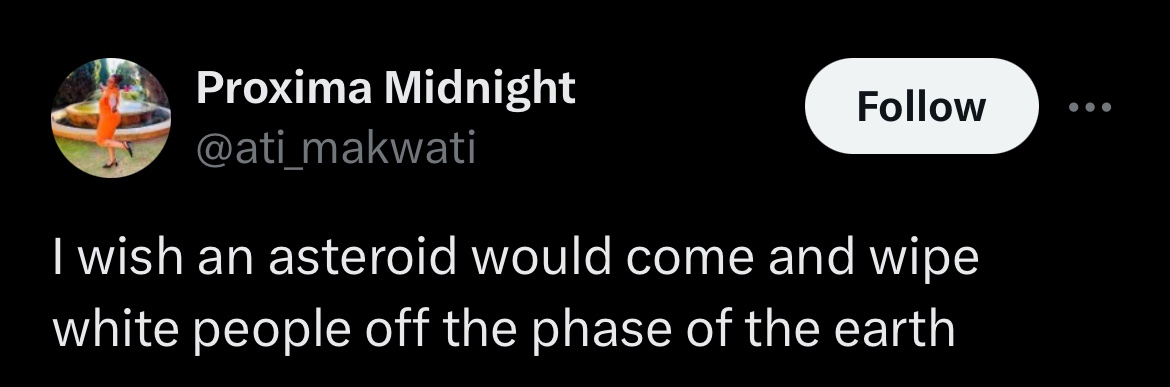 Proxima Midnight
@ati_makwati
Follow
I wish an asteroid would come and wipe
white people off the phase of the earth